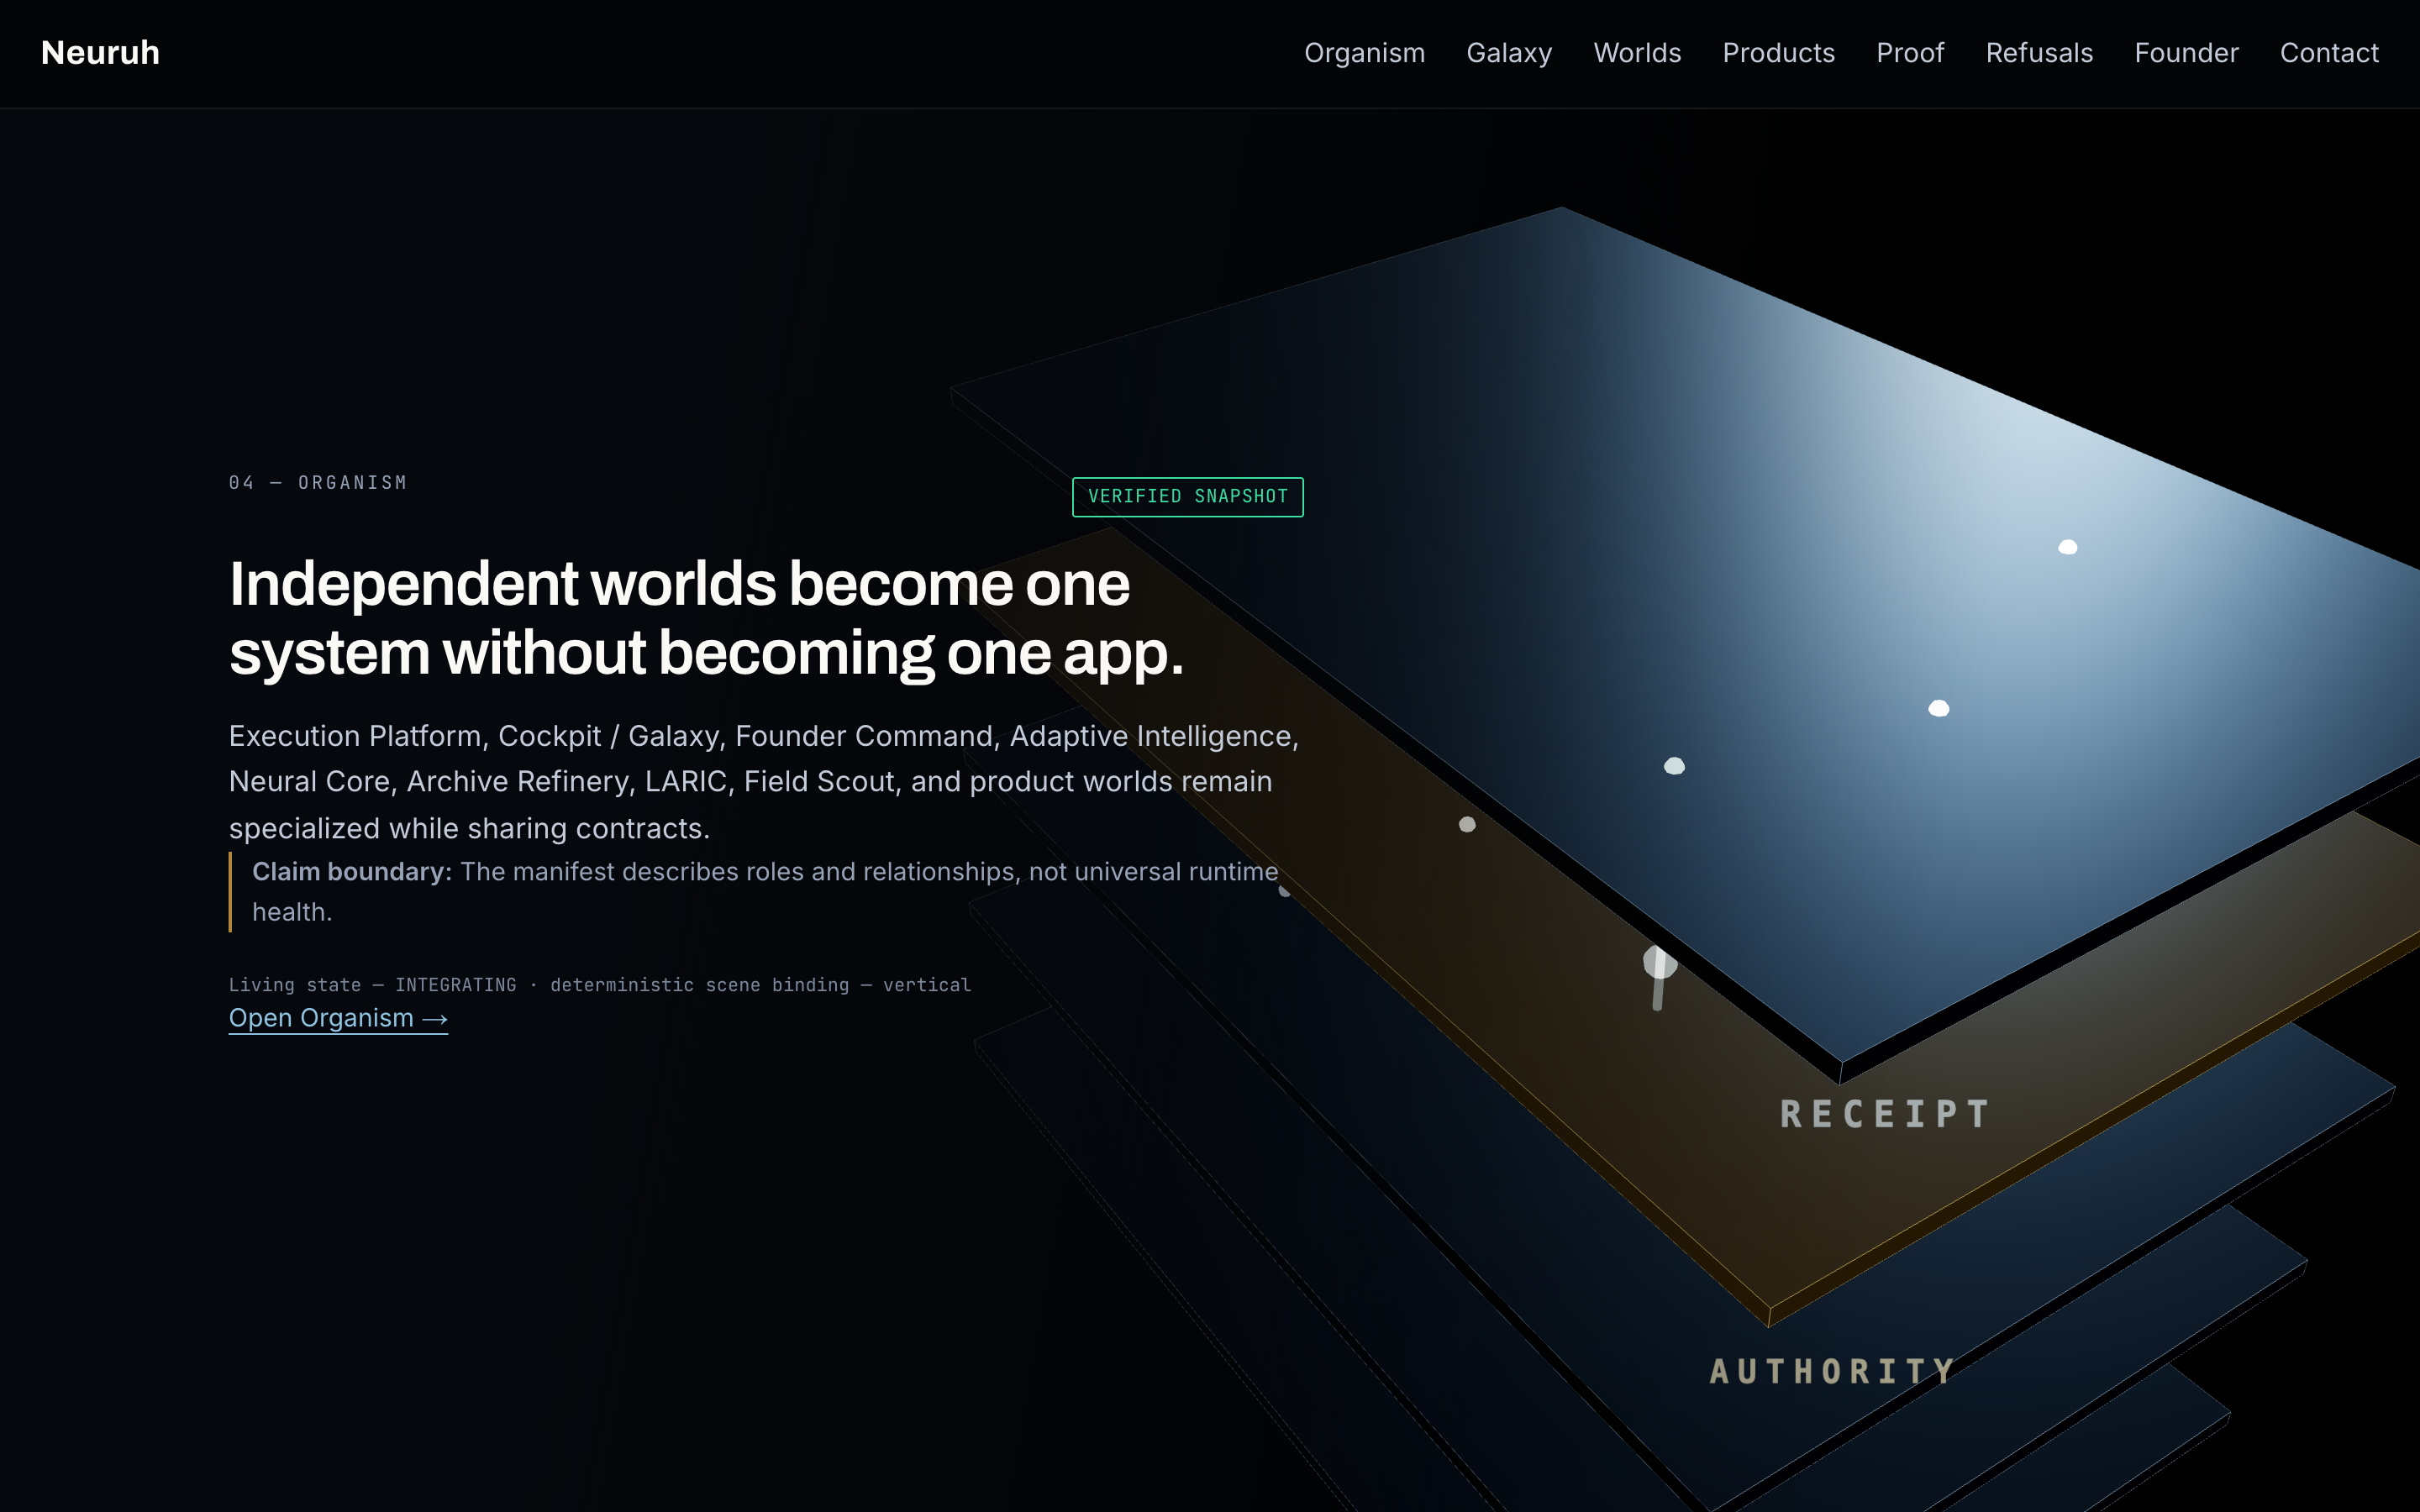 Neuruh
Organism Galaxy Worlds Products Proof Refusals Founder Contact
04 — ORGANISM
VERIFIED SNAPSHOT
Independent worlds become one
system without becoming one app.
Execution Platform, Cockpit / Galaxy, Founder Command, Adaptive Intelligence,
Neural Core, Archive Refinery, LARIC, Field Scout, and product worlds remain
specialized while sharing contracts.
Claim boundary: The manifest describes roles and relationships, not universal runtime
health.
Living state — INTEGRATING · deterministic scene binding — vertical
Open Organism →
RECEIPT
AUTHORITY